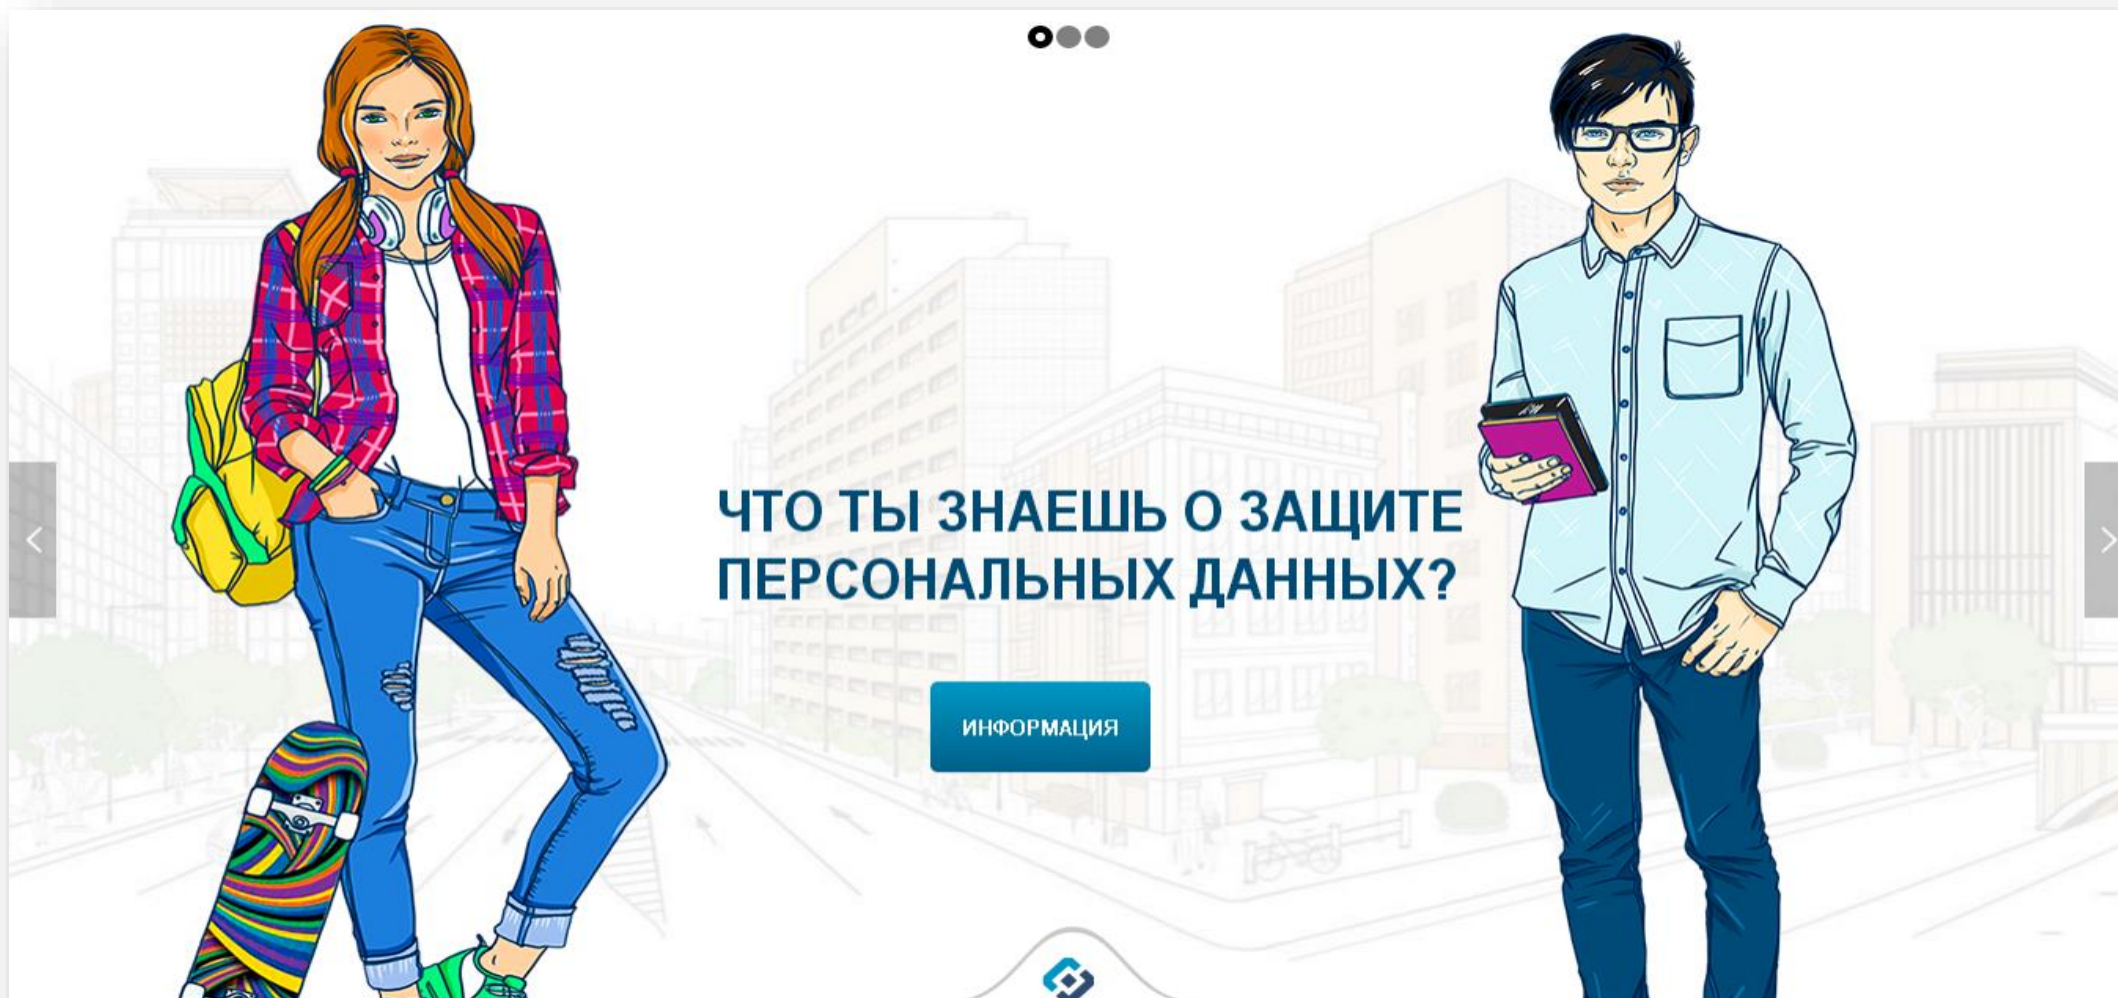 ЧТО ТЫ ЗНАЕШЬ О ЗАЩИТЕ
ПЕРСОНАЛЬНЫХ ДАННЫХ?
ИНФОРМАЦИЯ